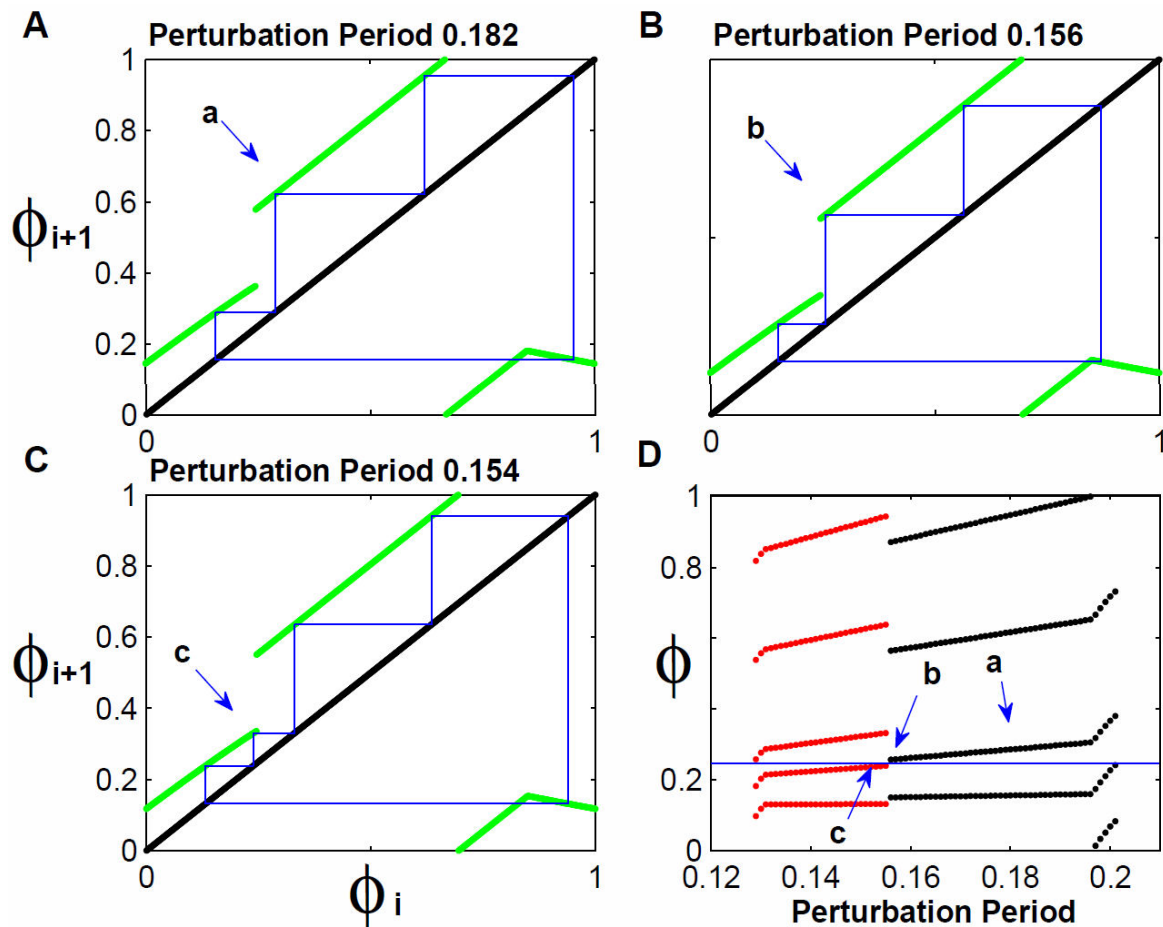 A
Perturbation Period 0.182
B
Perturbation Period 0.156
1
0.8
0.6
0.4
0.2
0
a
ϕi+1
0
1
b
0
1
C
Perturbation Period 0.154
D
1
0.8
0.6
0.4
0.2
0
c
ϕi+1
0
ϕi
1
1
0.8
ϕ
0.2
0
b
a
c
0.12
0.14
0.16
0.18
0.2
Perturbation Period